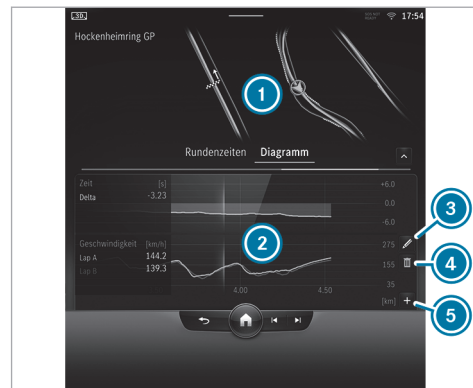 3D
17:54
Hockenheimring GP
1
Rundenzeiten Diagramm
Zeit [s]
Delta -3.23
+6.0
0.0
-6.0
3
Geschwindigkeit [km/h]
Lap A 144.2
Lap B 139.3
2
275
155
35
4
4.00 4.50
[km]
5